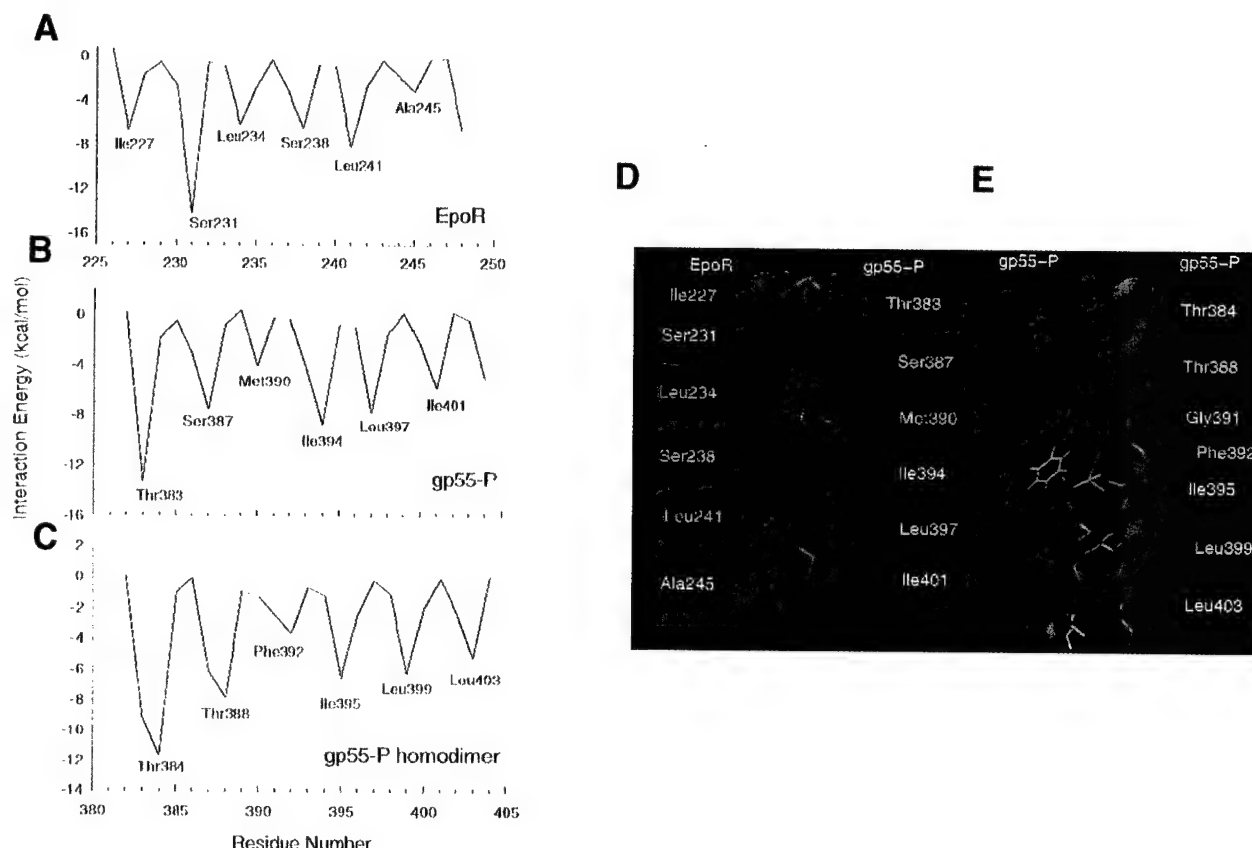 A
0
-4
-8
-12
-16
Ile227
Ser231
Leu234
Ser238
Leu241
Ala245
EpoR
225 230 235 240 245 250
B
Interaction Energy (kcal/mol)
0
-4
-8
-12
-16
Thr383
Ser387
Met390
Ile394
Leu397
Ile401
gp55-P
C
2
0
-2
-4
-6
-8
-10
-12
-14
Thr384
Thr388
Phe392
Ile395
Leu399
Leu403
gp55-P homodimer
380 385 390 395 400 405
Residue Number
D
EpoR gp55-P
Ile227 Thr383
Ser231 Ser387
Leu234 Met390
Ser238 Ile394
Leu241 Leu397
Ala245 Ile401
E
gp55-P gp55-P
Thr384
Thr388
Gly391
Phe392
Ile395
Leu399
Leu403